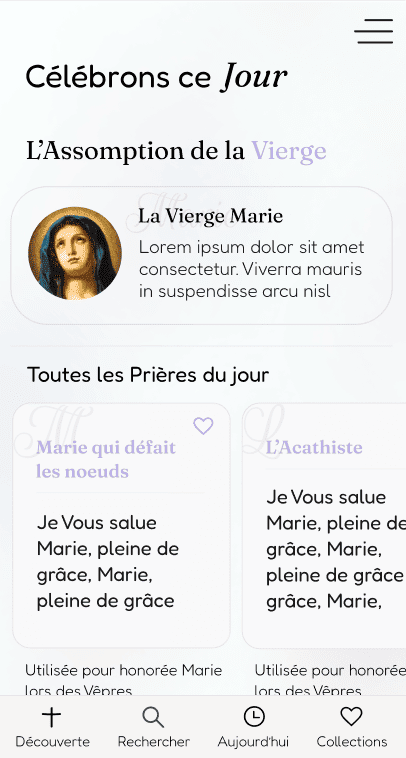 Célébrons ce Jour
L'Assomption de la Vierge
Marie
La Vierge Marie
Lorem ipsum dolor sit amet
consectetur. Viverra mauris
in suspendisse arcu nisl
Toutes les Prières du jour
M
Marie qui défait
les noeuds
Je Vous salue
Marie, pleine de
grâce, Marie,
pleine de grâce
Utilisée pour honorée Marie
lors des Vêpres
L
L'Acathiste
Je Vous salue
Marie, pleine de
grâce, Marie,
pleine de grâce
grâce, Marie,
Utilisée pour honorée
lors des Vêpres
Découverte
Rechercher
Aujourd'hui
Collections